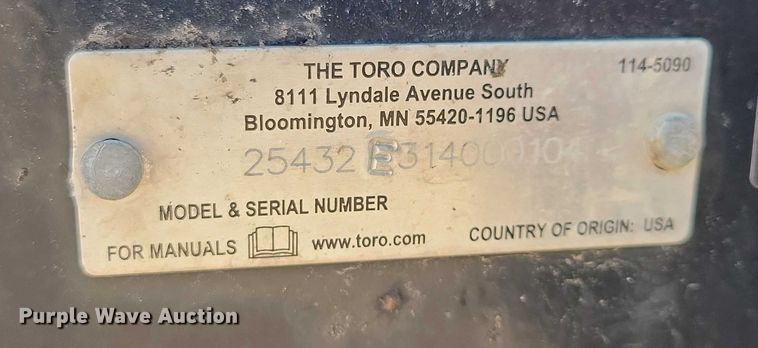 THE TORO COMPANY
114-5090
8111 Lyndale Avenue South
Bloomington, MN 55420-1196 USA
25432 E 314000104
MODEL & SERIAL NUMBER
FOR MANUALS www.toro.com
COUNTRY OF ORIGIN: USA
Purple Wave Auction